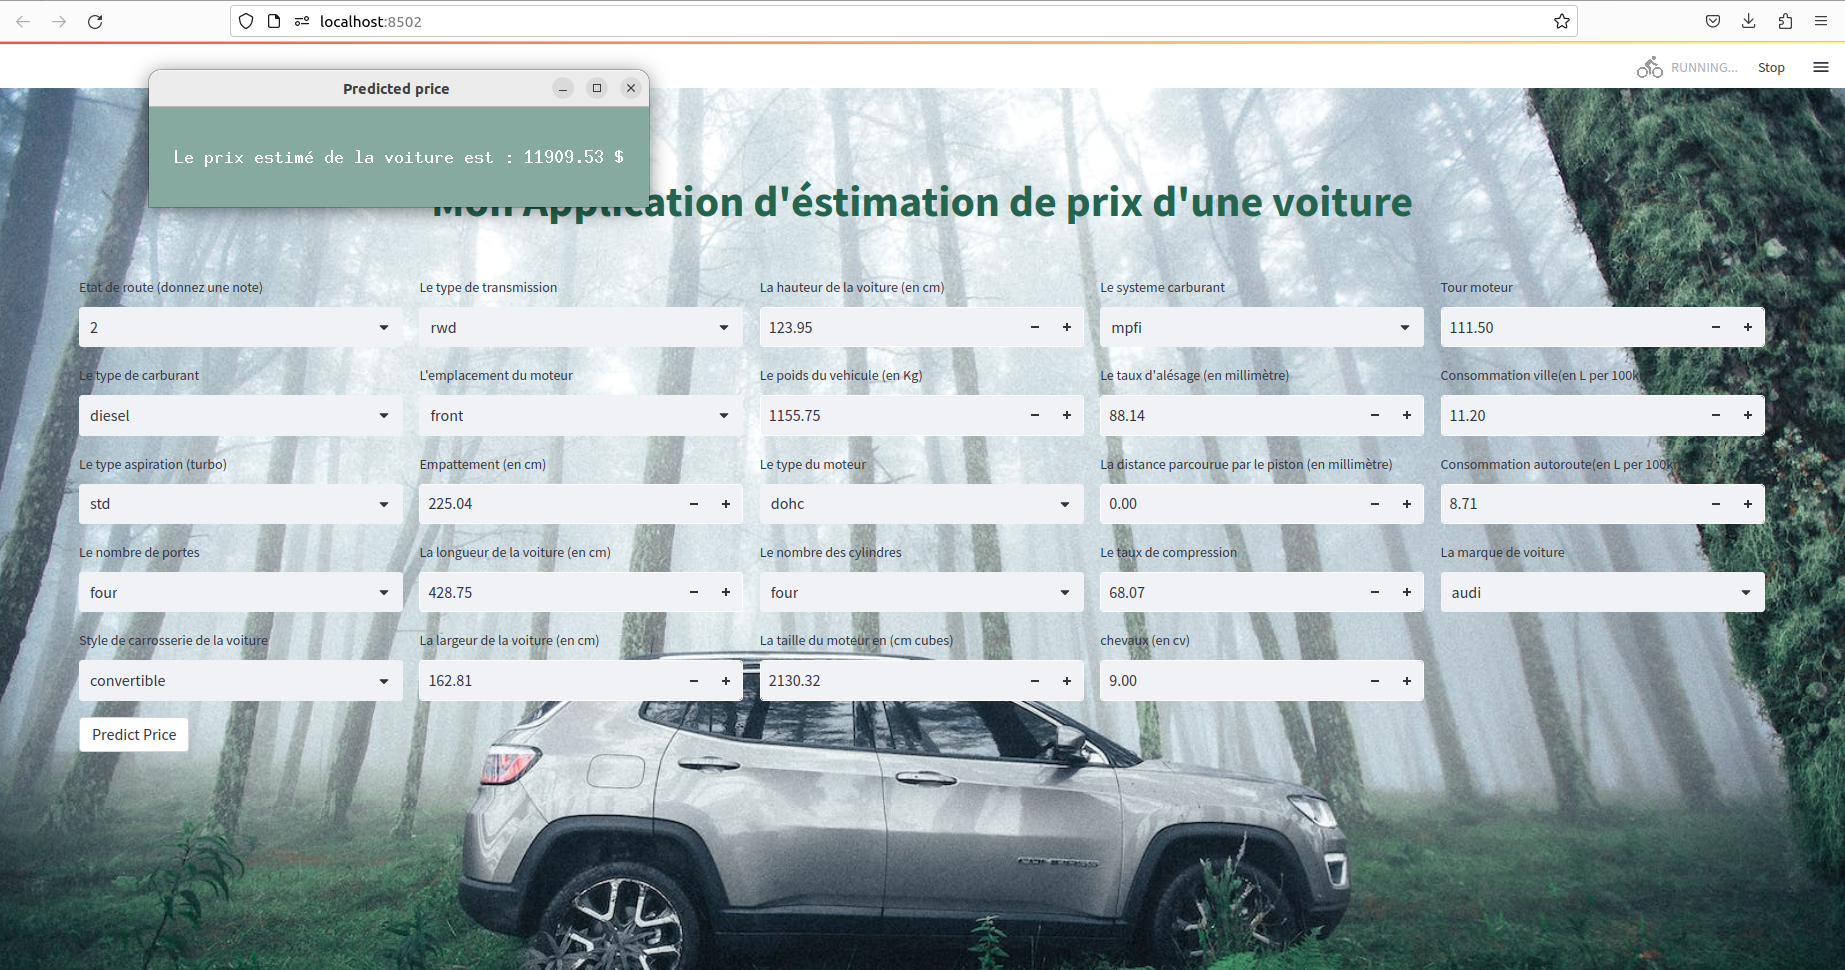 localhost:8502
RUNNING...
Stop
Predicted price
Le prix estimé de la voiture est : 11909.53 $
Mon Application d'éstimation de prix d'une voiture
Etat de route (donnez une note)
2
Le type de transmission
rwd
La hauteur de la voiture (en cm)
123.95
Le systeme carburant
mpfi
Tour moteur
111.50
Le type de carburant
diesel
L'emplacement du moteur
front
Le poids du vehicule (en Kg)
1155.75
Le taux d'alésage (en millimètre)
88.14
Consommation ville(en L per 100k
11.20
Le type aspiration (turbo)
std
Empattement (en cm)
225.04
Le type du moteur
dohc
La distance parcourue par le piston (en millimètre)
0.00
Consommation autoroute(en L per 100k
8.71
Le nombre de portes
four
La longueur de la voiture (en cm)
428.75
Le nombre des cylindres
four
Le taux de compression
68.07
La marque de voiture
audi
Style de carrosserie de la voiture
convertible
La largeur de la voiture (en cm)
162.81
La taille du moteur en (cm cubes)
2130.32
chevaux (en cv)
9.00
Predict Price